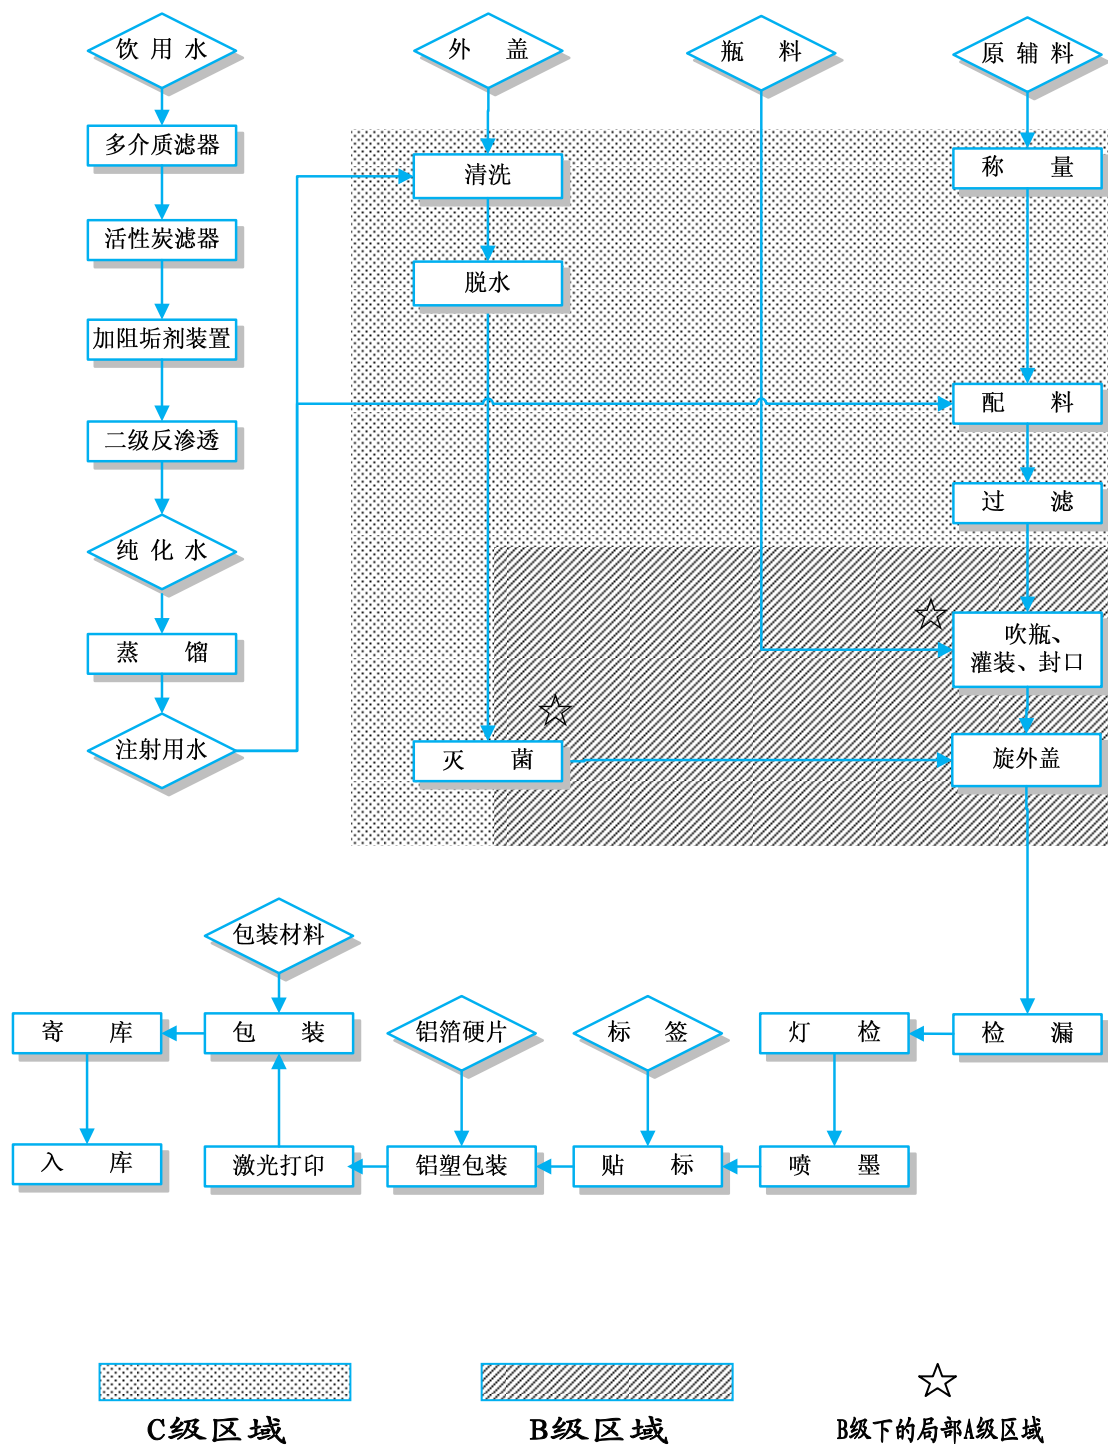 饮用水
外盖
瓶料
原辅料
多介质滤器
清洗
称量
活性炭滤器
脱水
加阻垢剂装置
配料
二级反渗透
过滤
纯化水
吹瓶、
灌装、封口
蒸馏
注射用水
灭菌
旋外盖
包装材料
寄库
包装
铝箔硬片
标签
灯检
检漏
入库
激光打印
铝塑包装
贴标
喷墨
C级区域
B级区域
B级下的局部A级区域